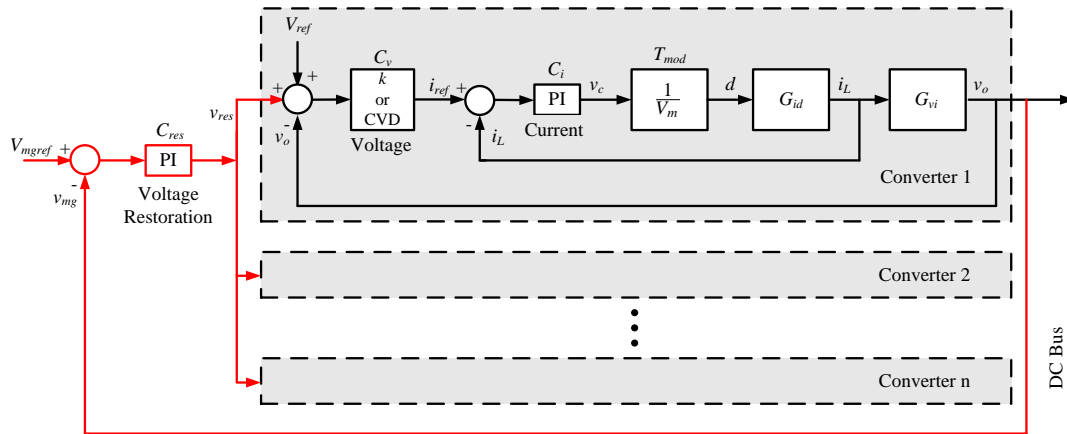 V_ref
+
+
-
v_o
C_v
k
or
CVD
Voltage
i_ref
+
-
i_L
C_i
PI
Current
v_c
T_mod
1
V_m
d
G_id
i_L
G_vi
v_o
Converter 1
v_res
V_mgref
+
-
v_mg
C_res
PI
Voltage
Restoration
Converter 2
Converter n
DC Bus